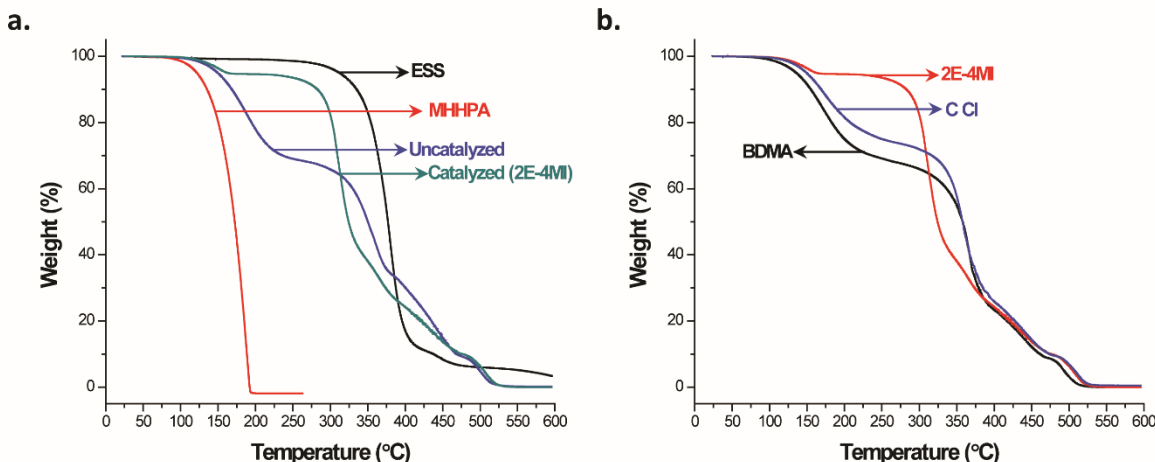 a.
100
80
60
40
20
0
Weight (%)
ESS
MHHPA
Uncatalyzed
Catalyzed (2E-4MI)
0 50 100 150 200 250 300 350 400 450 500 550 600
Temperature (°C)
b.
100
80
60
40
20
0
Weight (%)
2E-4MI
C CI
BDMA
0 50 100 150 200 250 300 350 400 450 500 550 600
Temperature (°C)